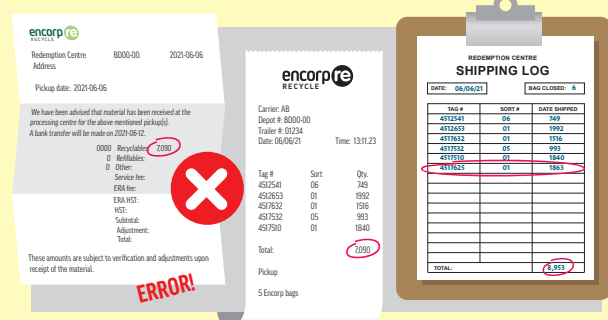 encorp re
RECYCLE
Redemption Centre BD00-00 2021-06-06
Address
Pickup date: 2021-06-06
We have been advised that material has been received at the
processing centre for the above mentioned pickup(s).
A bank transfer will be made on 2021-06-12.
0000 Recyclables: 7,090
0 Refillables:
0 Other:
Service fee:
ERA fee:
ERA HST:
HST:
Subtotal:
Adjustment:
Total:
These amounts are subject to verification and adjustments upon
receipt of the material.
ERROR!
encorp re
RECYCLE
Carrier: AB
Depot #: BD00-00
Trailer #: 01234
Date: 06/06/21 Time: 13:11.23
Tag # Sort Qty.
4512541 06 749
4512653 01 1992
4517632 01 1516
4517532 05 993
4517510 01 1840
Total: 7,090
Pickup
5 Encorp bags
REDEMPTION CENTRE
SHIPPING LOG
DATE: 06/06/21 BAG CLOSED: 6
TAG # SORT # DATE SHIPPED
4512541 06 749
4512653 01 1992
4517632 01 1516
4517532 05 993
4517510 01 1840
4517625 01 1863
TOTAL: 8,953